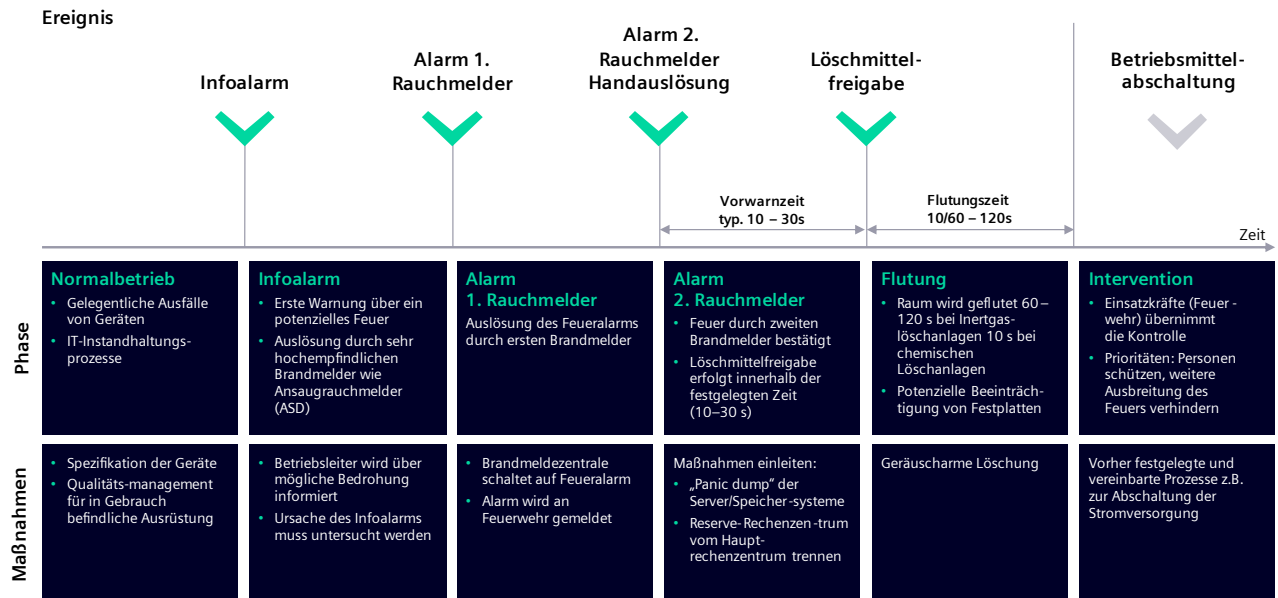 Ereignis
Infoalarm
Alarm 1.
Rauchmelder
Alarm 2.
Rauchmelder
Handauslösung
Löschmittel-
freigabe
Betriebsmittel-
abschaltung
Vorwarnzeit
typ. 10 – 30s
Flutungszeit
10/60 – 120s
Zeit
Phase
Normalbetrieb
• Gelegentliche Ausfälle
von Geräten
• IT-Instandhaltungs-
prozesse
Infoalarm
• Erste Warnung über ein
potenzielles Feuer
• Auslösung durch sehr
hochempfindlichen
Brandmelder wie
Ansaugrauchmelder
(ASD)
Alarm
1. Rauchmelder
Auslösung des Feueralarms
durch ersten Brandmelder
Alarm
2. Rauchmelder
• Feuer durch zweiten
Brandmelder bestätigt
• Löschmittelfreigabe
erfolgt innerhalb der
festgelegten Zeit
(10–30 s)
Flutung
• Raum wird geflutet 60 –
120 s bei Inertgas-
löschanlagen 10 s bei
chemischen
Löschanlagen
• Potenzielle Beeinträch-
tigung von Festplatten
Intervention
• Einsatzkräfte (Feuer -
wehr) übernimmt
die Kontrolle
• Prioritäten: Personen
schützen, weitere
Ausbreitung des
Feuers verhindern
Maßnahmen
• Spezifikation der Geräte
• Qualitäts-management
für in Gebrauch
befindliche Ausrüstung
• Betriebsleiter wird über
mögliche Bedrohung
informiert
• Ursache des Infoalarms
muss untersucht werden
• Brandmeldezentrale
schaltet auf Feueralarm
• Alarm wird an
Feuerwehr gemeldet
Maßnahmen einleiten:
• „Panic dump“ der
Server/Speicher-systeme
• Reserve-Rechenzen -trum
vom Haupt-
rechenzentrum trennen
Geräuscharme Löschung
Vorher festgelegte und
vereinbarte Prozesse z.B.
zur Abschaltung der
Stromversorgung